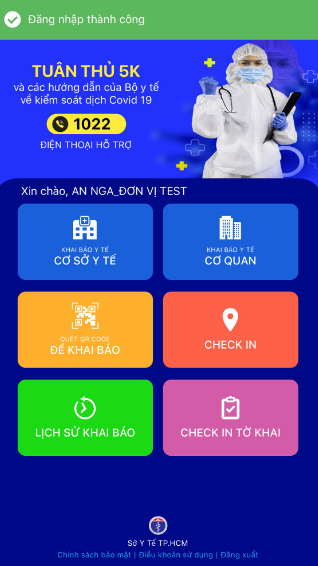 Đăng nhập thành công
TUÂN THỦ 5K
và các hướng dẫn của Bộ y tế
về kiểm soát dịch Covid 19
1022
ĐIỆN THOẠI HỖ TRỢ
Xin chào, AN NGA_ĐƠN VỊ TEST
KHAI BÁO Y TẾ
CƠ SỞ Y TẾ
KHAI BÁO Y TẾ
CƠ QUAN
QUÉT QR CODE
ĐỂ KHAI BÁO
CHECK IN
LỊCH SỬ KHAI BÁO
CHECK IN TỜ KHAI
Sở Y Tế TP.HCM
Chính sách bảo mật | Điều khoản sử dụng | Đăng xuất